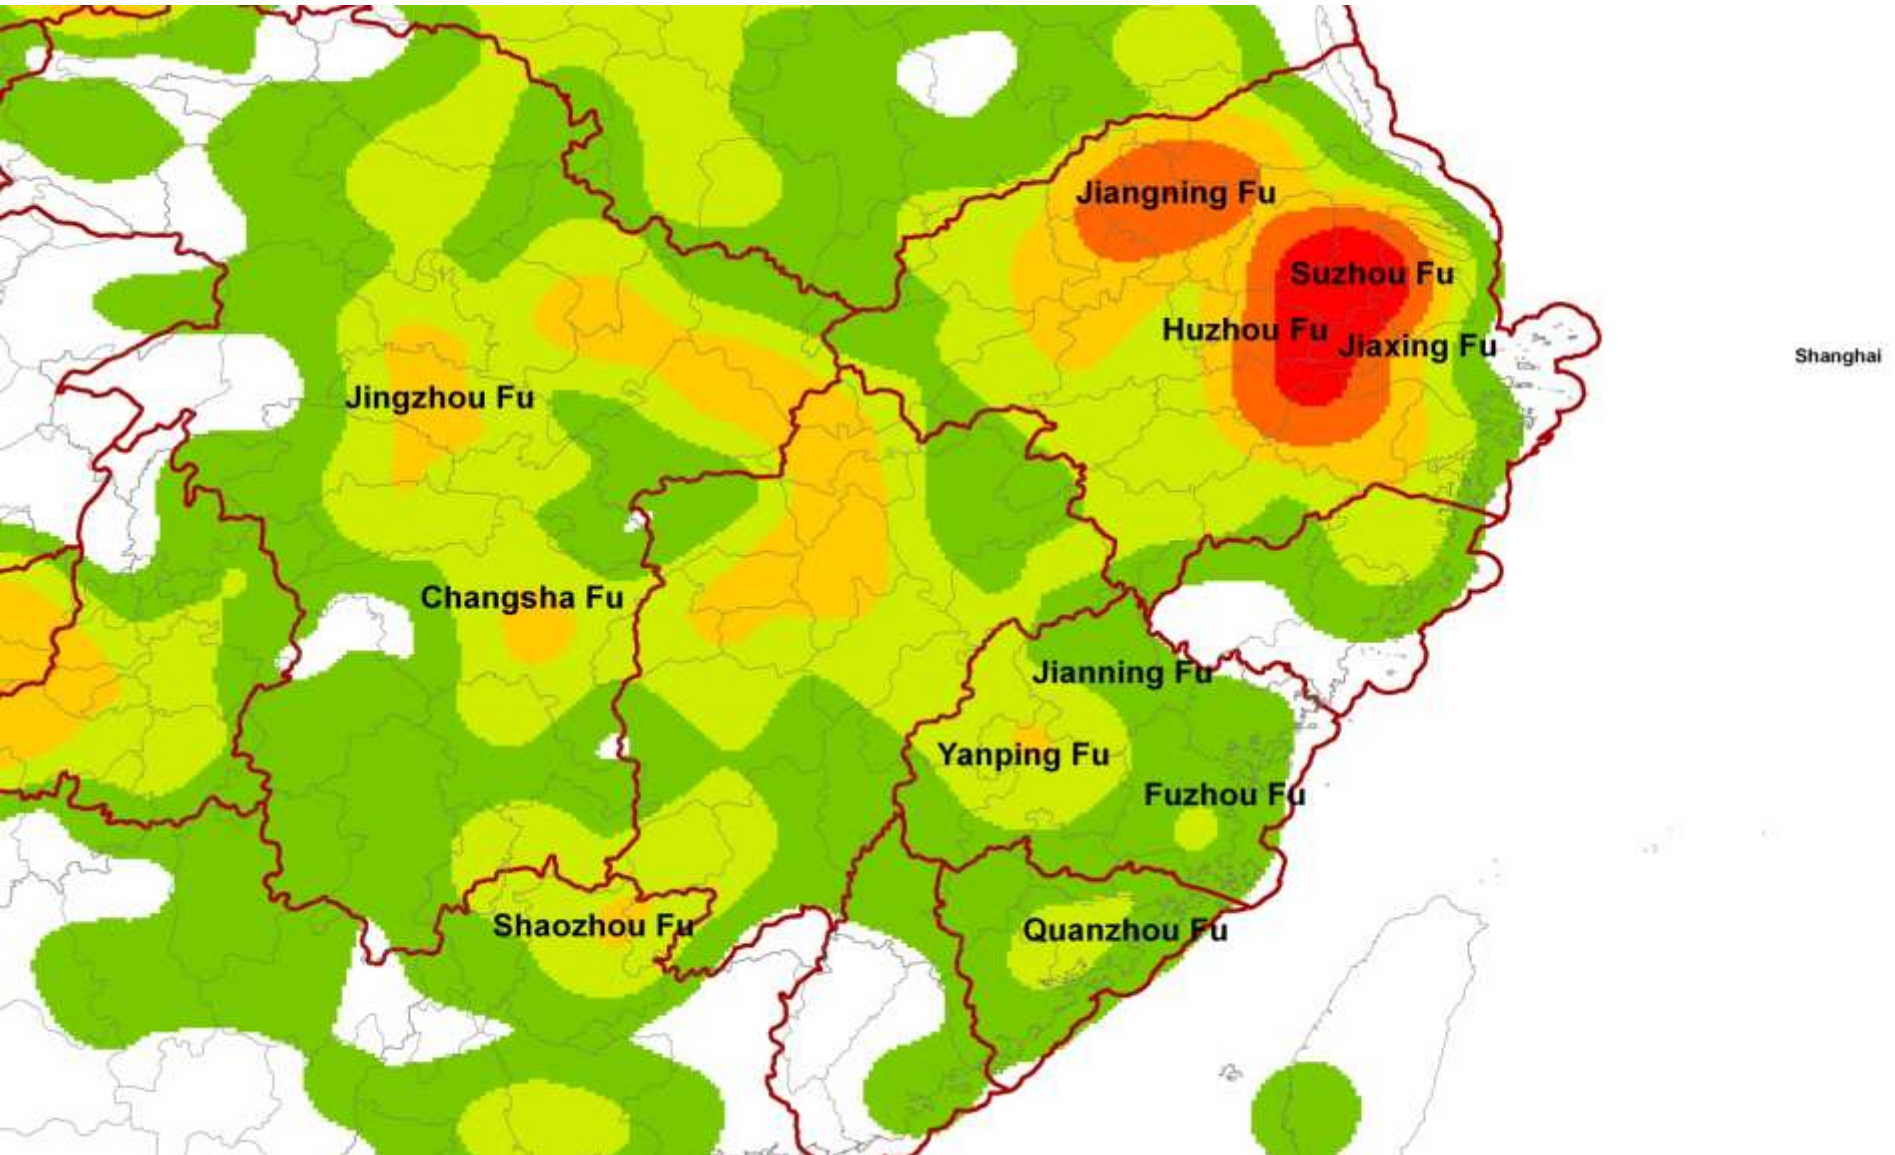 Jiangning Fu
Suzhou Fu
Huzhou Fu
Jiaxing Fu
Shanghai
Jingzhou Fu
Changsha Fu
Jianning Fu
Yanping Fu
Fuzhou Fu
Shaozhou Fu
Quanzhou Fu